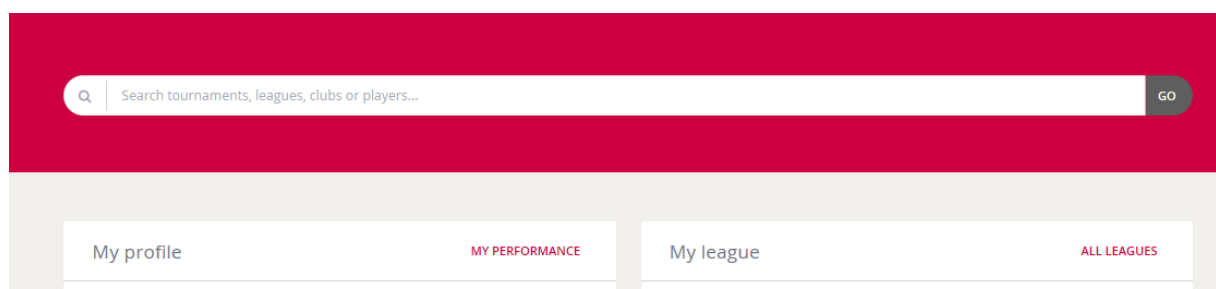 Search tournaments, leagues, clubs or players...
GO
My profile
MY PERFORMANCE
My league
ALL LEAGUES